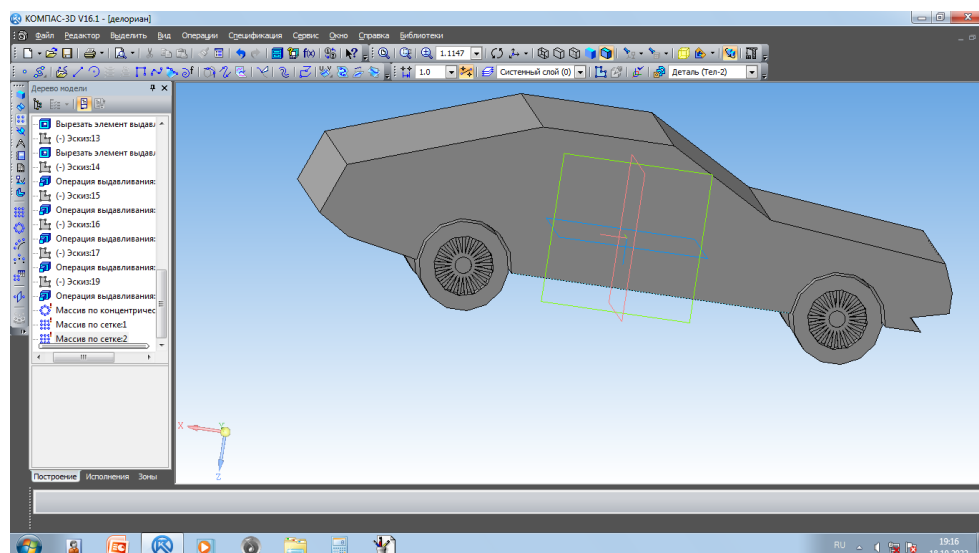 КОМПАС-3D V16.1 - [делориан]
Файл Редактор Выделить Вид Операции Спецификация Сервис Окно Справка Библиотеки
1.1147
1.0 Системный слой (0) Деталь (Тел-2)
Дерево модели
Вырезать элемент выдавл
(-) Эскиз:13
Вырезать элемент выдавл
(-) Эскиз:14
Операция выдавливания:
(-) Эскиз:15
Операция выдавливания:
(-) Эскиз:16
Операция выдавливания:
(-) Эскиз:17
Операция выдавливания:
(-) Эскиз:19
Операция выдавливания:
Массив по концентричес
Массив по сетке:1
Массив по сетке:2
X Y
Z
Построение Исполнения Зоны
RU 19:16